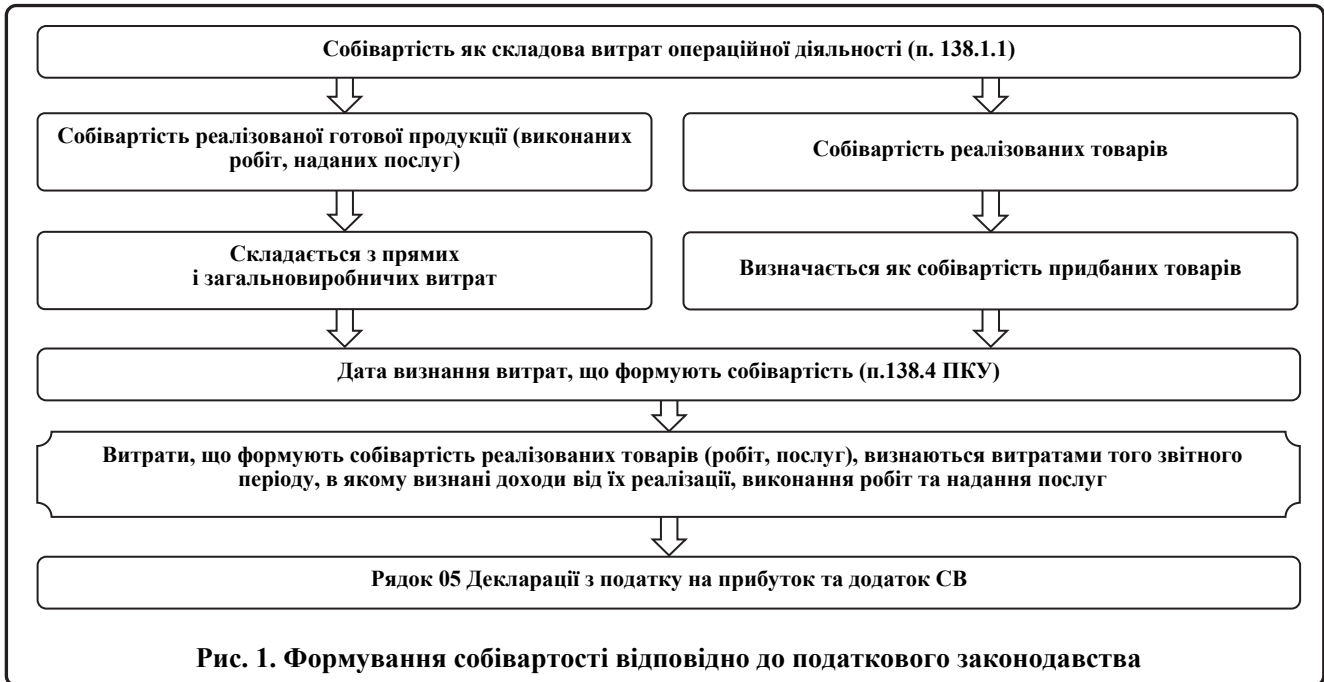 Собівартість як складова витрат операційної діяльності (п. 138.1.1)
Собівартість реалізованої готової продукції (виконаних
робіт, наданих послуг)
Собівартість реалізованих товарів
Складається з прямих
і загальновиробничих витрат
Визначається як собівартість придбаних товарів
Дата визнання витрат, що формують собівартість (п.138.4 ПКУ)
Витрати, що формують собівартість реалізованих товарів (робіт, послуг), визнаються витратами того звітного
періоду, в якому визнані доходи від їх реалізації, виконання робіт та надання послуг
Рядок 05 Декларації з податку на прибуток та додаток СВ
Рис. 1. Формування собівартості відповідно до податкового законодавства